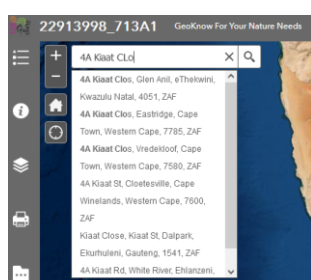 22913998_713A1 GeoKnow For Your Nature Needs
4A Kiaat CLo
4A Kiaat Clos, Glen Anil, eThekwini,
Kwazulu Natal, 4051, ZAF
4A Kiaat Clos, Eastridge, Cape
Town, Western Cape, 7785, ZAF
4A Kiaat Clos, Vredekloof, Cape
Town, Western Cape, 7580, ZAF
4A Kiaat St, Cloetesville, Cape
Winelands, Western Cape, 7600,
ZAF
Kiaat Close, Kiaat St, Dalpark,
Ekurhuleni, Gauteng, 1541, ZAF
4A Kiaat Rd, White River, Ehlanzeni,